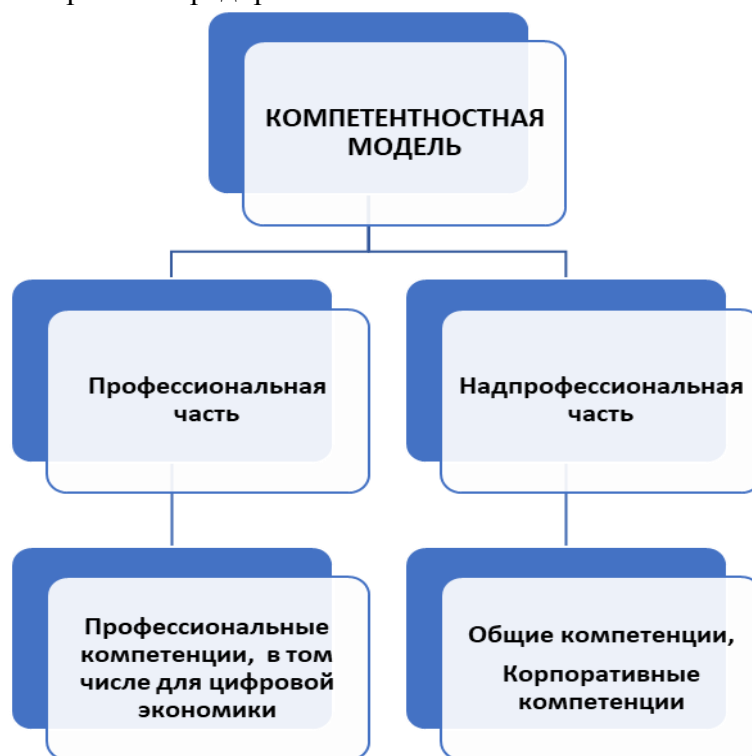 КОМПЕТЕНТНОСТНАЯ
МОДЕЛЬ
Профессиональная
часть
Надпрофессиональная
часть
Профессиональные
компетенции, в том
числе для цифровой
экономики
Общие компетенции,
Корпоративные
компетенции